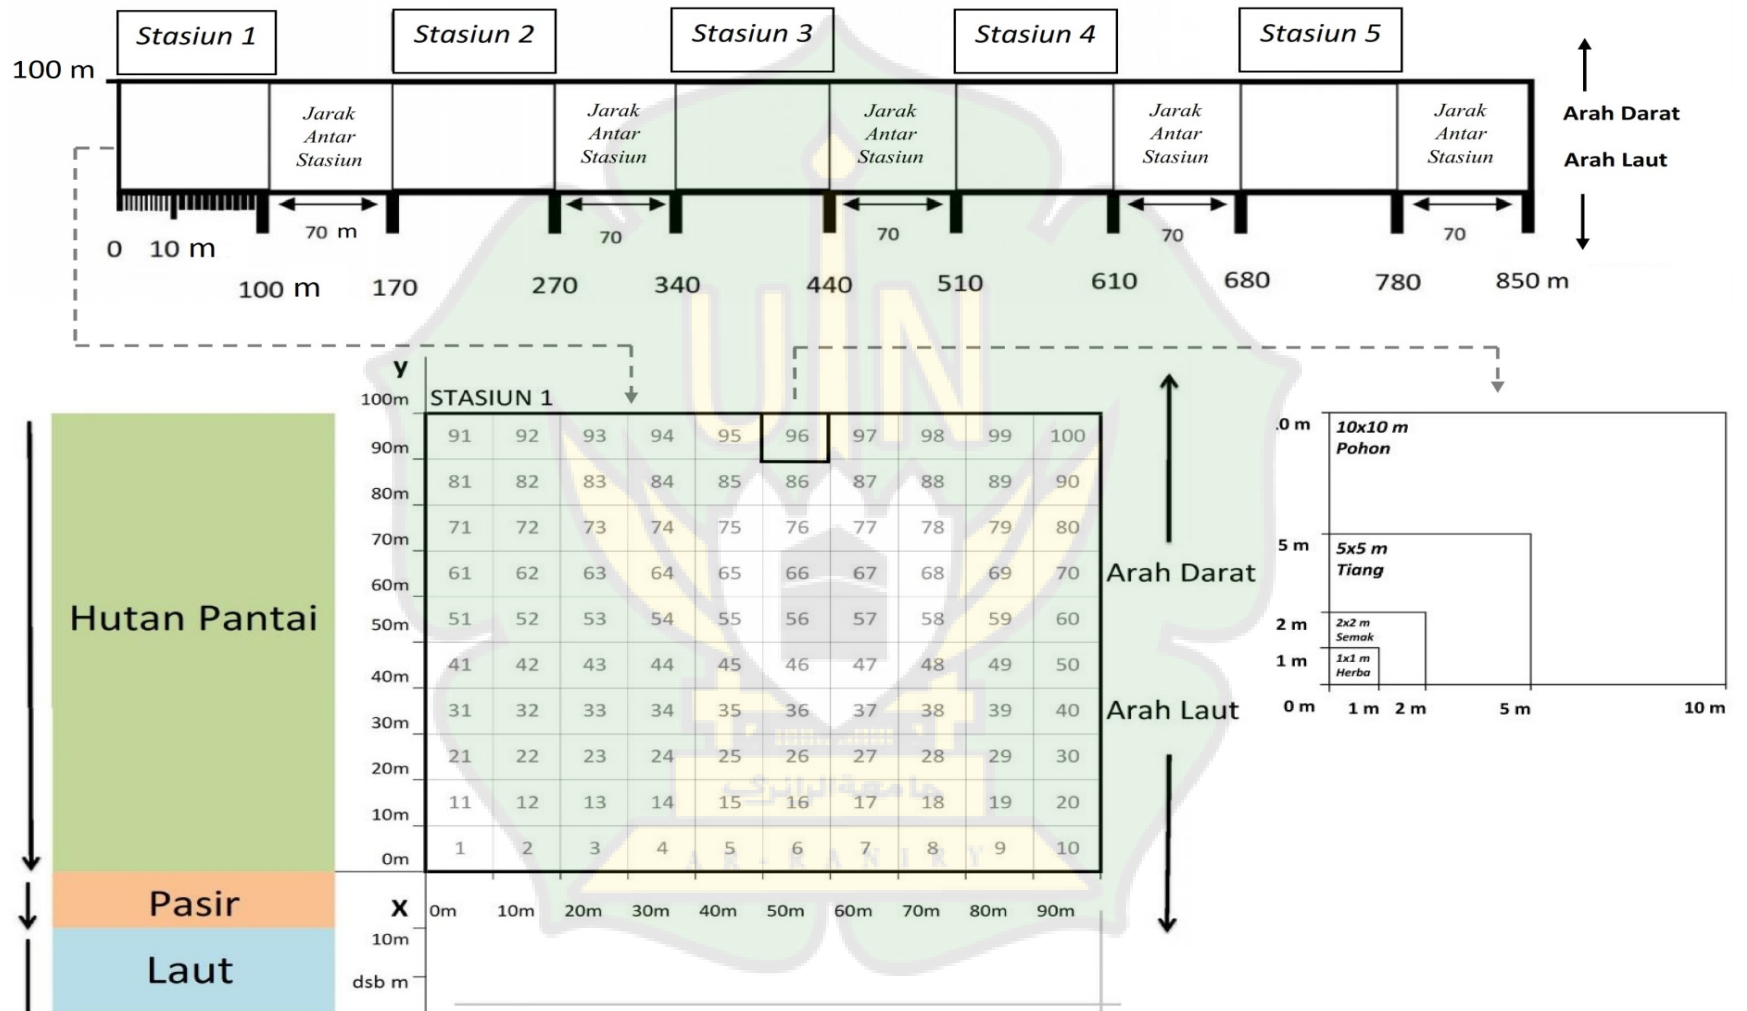 Stasiun 1 Stasiun 2 Stasiun 3 Stasiun 4 Stasiun 5
100 m
Jarak Antar Stasiun
Jarak Antar Stasiun
Jarak Antar Stasiun
Jarak Antar Stasiun
Jarak Antar Stasiun
Arah Darat
Arah Laut
70 m 70 70 70 70
0 10 m
100 m 170 270 340 440 510 610 680 780 850 m
UIN
y
100m STASIUN 1
91 92 93 94 95 96 97 98 99 100
90m
81 82 83 84 85 86 87 88 89 90
80m
71 72 73 74 75 76 77 78 79 80
70m
61 62 63 64 65 66 67 68 69 70
60m
51 52 53 54 55 56 57 58 59 60
50m
41 42 43 44 45 46 47 48 49 50
40m
31 32 33 34 35 36 37 38 39 40
30m
21 22 23 24 25 26 27 28 29 30
20m
11 12 13 14 15 16 17 18 19 20
10m
1 2 3 4 5 6 7 8 9 10
0m
جامعة الرانري
AR-RANIRY
X 0m 10m 20m 30m 40m 50m 60m 70m 80m 90m
10m
dsb m
Arah Darat
Arah Laut
Hutan Pantai
Pasir
Laut
.0 m
10x10 m
Pohon
5 m
5x5 m
Tiang
2 m
2x2 m
Semak
1 m
1x1 m
Herba
0 m 1 m 2 m 5 m 10 m